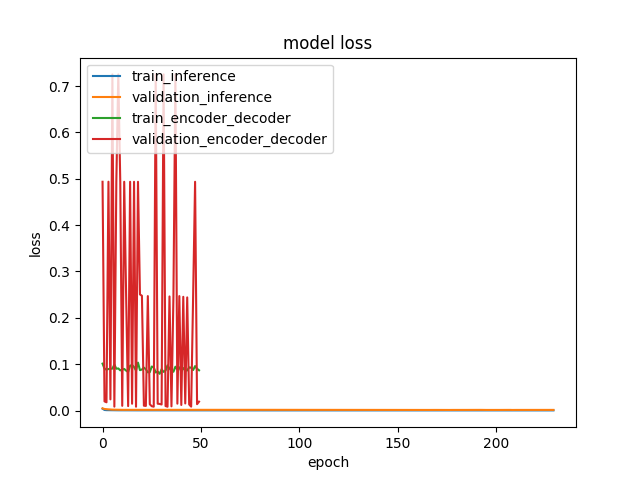 model loss
train_inference
validation_inference
train_encoder_decoder
validation_encoder_decoder
loss
0.7
0.6
0.5
0.4
0.3
0.2
0.1
0.0
0 50 100 150 200
epoch